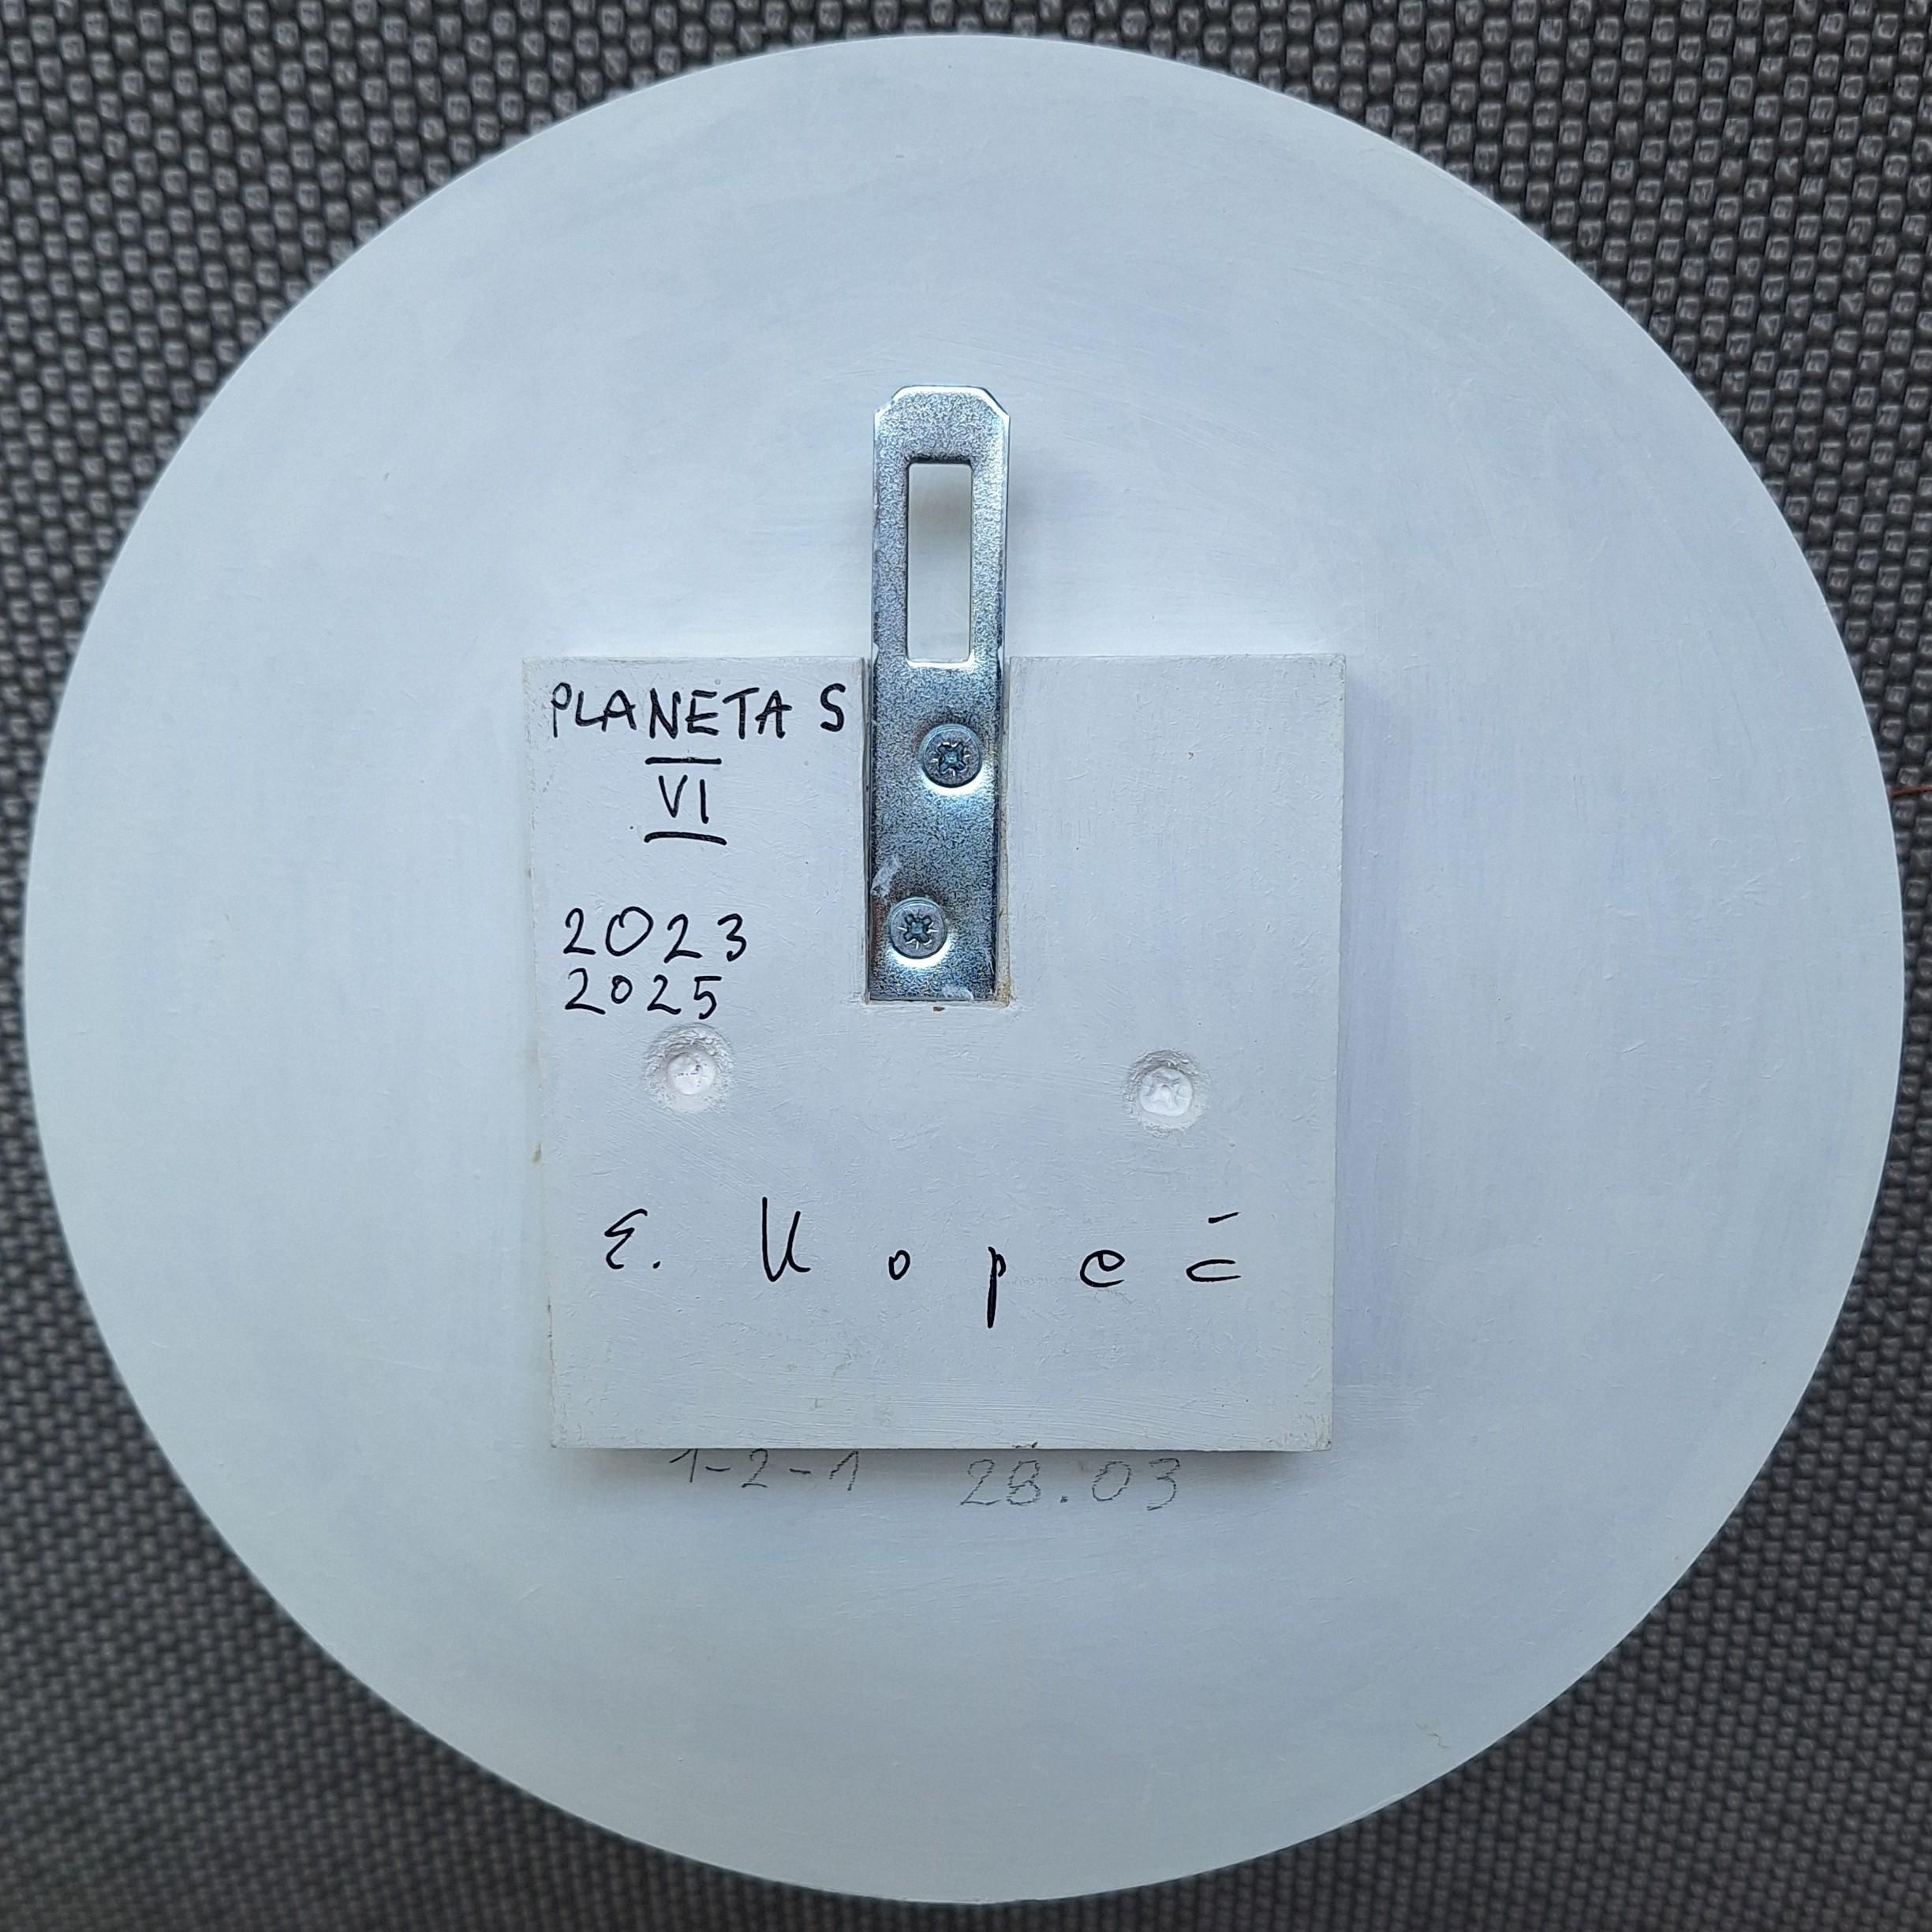 PLANETA S
VI
2023
2025
E. Kopeć
1-2-1 28.03